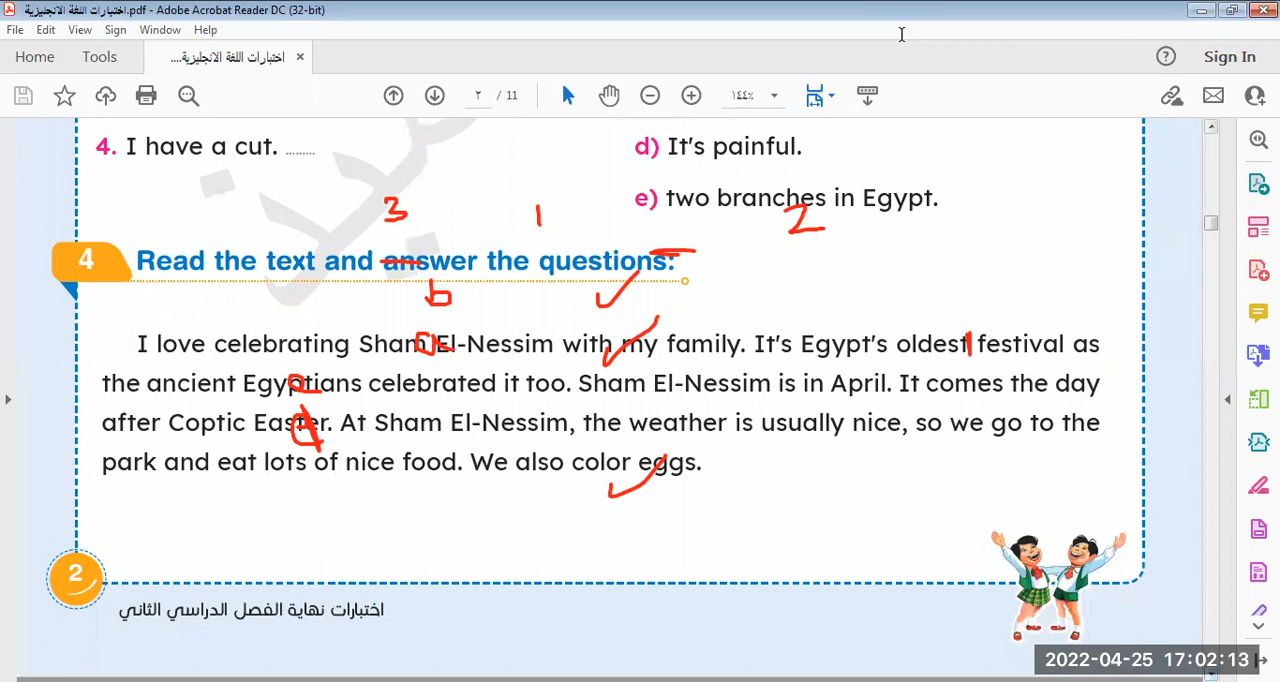 اختبارات اللغة الانجليزية.pdf - Adobe Acrobat Reader DC (32-bit)
File Edit View Sign Window Help
Home Tools اختبارات اللغة الانجليزية.... × Sign In
٢ / 11 ١٤٤٪
4. I have a cut. ........ d) It's painful.
e) two branches in Egypt.
3 1 2
4 Read the text and answer the questions:
b
I love celebrating Sham El-Nessim with my family. It's Egypt's oldest festival as
the ancient Egyptians celebrated it too. Sham El-Nessim is in April. It comes the day
after Coptic Easter. At Sham El-Nessim, the weather is usually nice, so we go to the
park and eat lots of nice food. We also color eggs.
2
اختبارات نهاية الفصل الدراسي الثاني
2022-04-25 17:02:13